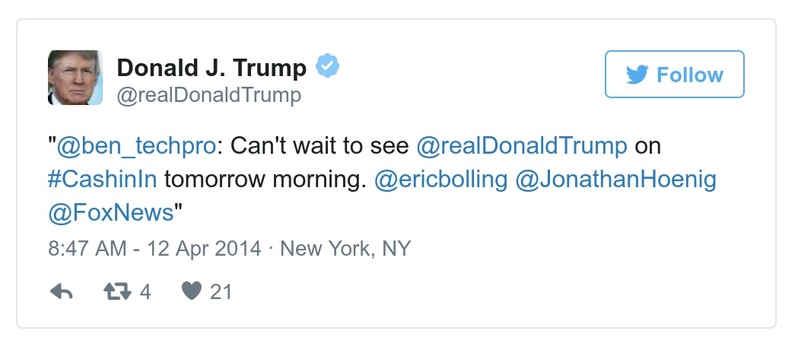 Donald J. Trump
@realDonaldTrump
Follow
"@ben_techpro: Can't wait to see @realDonaldTrump on
#CashinIn tomorrow morning. @ericbolling @JonathanHoenig
@FoxNews"
8:47 AM - 12 Apr 2014 · New York, NY
4 21